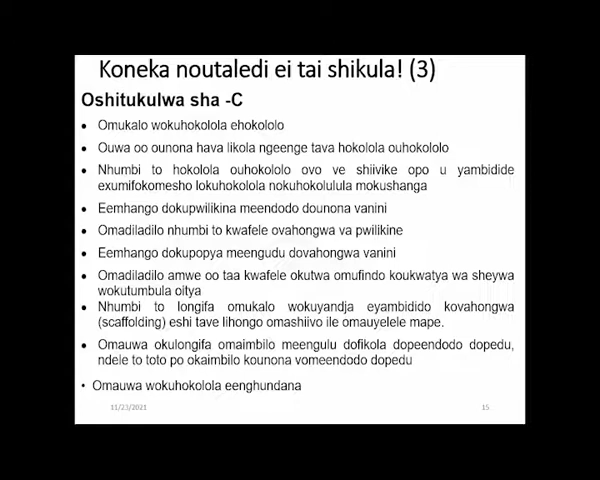 Koneka noutaledi ei tai shikula! (3)
Oshitukulwa sha -C
• Omukalo wokuhokolola ehokololo
• Ouwa oo ounona hava likola ngeenge tava hokolola ouhokololo
• Nhumbi to hokolola ouhokololo ovo ve shiivike opo u yambidide
exumifokomesho lokuhokolola nokuhokolulula mokushanga
• Eemhango dokupwilikina meendodo dounona vanini
• Omadiladilo nhumbi to kwafele ovahongwa va pwilikine
• Eemhango dokupopya meengudu dovahongwa vanini
• Omadiladilo amwe oo taa kwafele okutwa omufindo koukwatya wa sheywa
wokutumbula oitya
• Nhumbi to longifa omukalo wokuyandja eyambidido kovahongwa
(scaffolding) eshi tave lihongo omashiivo ile omauyelele mape.
• Omauwa okulongifa omaimbilo meengulu dofikola dopeendodo dopedu,
ndele to toto po okaimbilo kounona vomeendodo dopedu
• Omauwa wokuhokolola eenghundana
11/23/2021
15